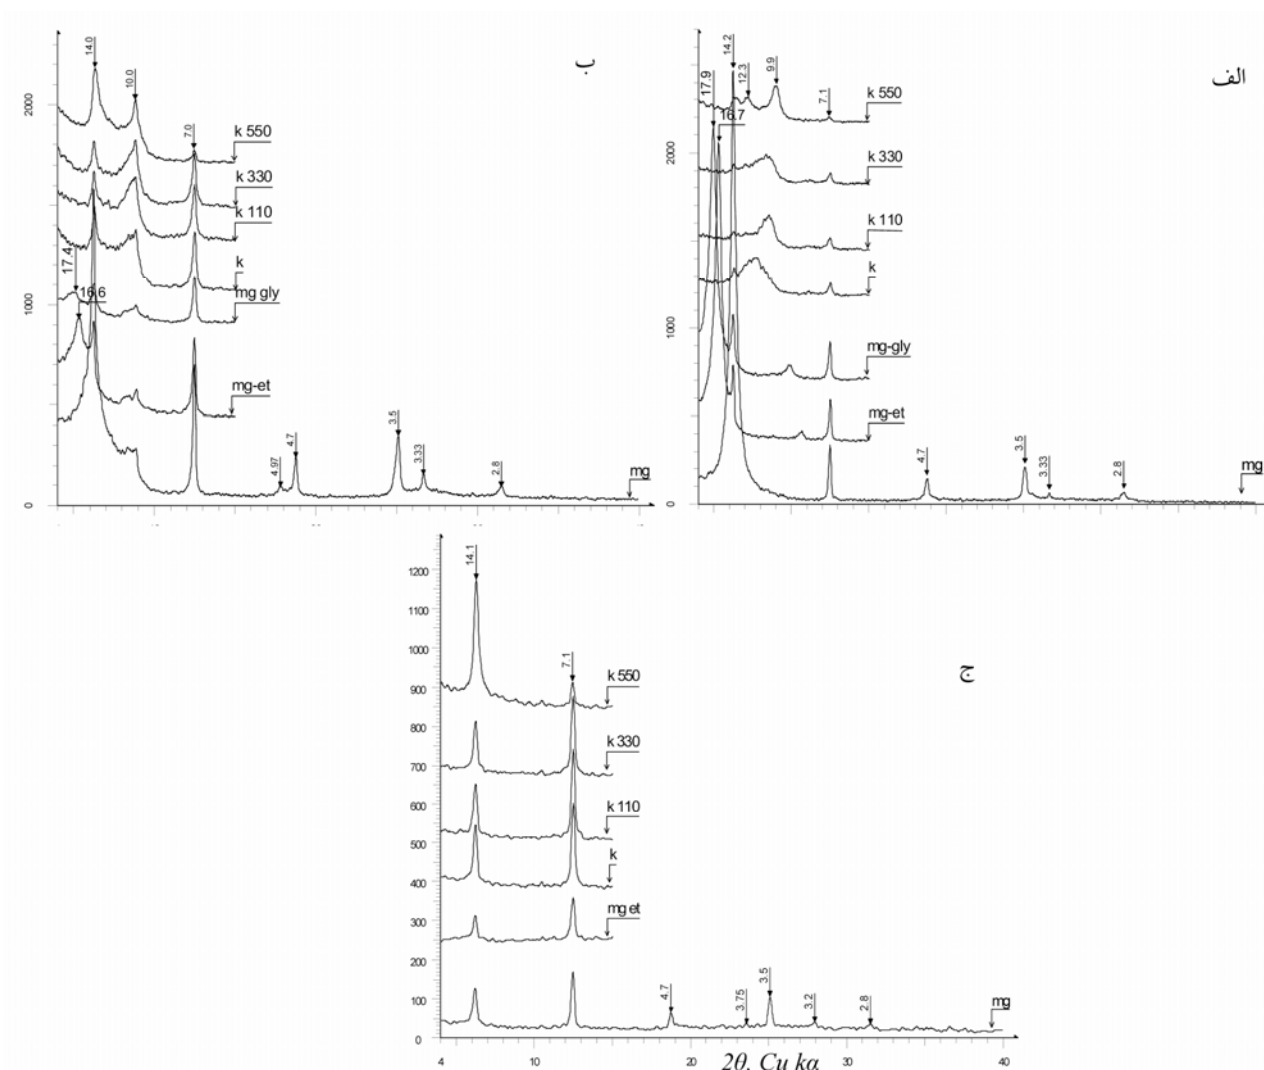 ب
14.0
10.0
7.0
2000
k 550
k 330
k 110
k
17.4
16.6
mg gly
1000
mg-et
4.97
4.7
3.5
3.33
2.8
mg
0
الف
17.9
14.2
12.3
9.9
16.7
7.1
k 550
2000
k 330
k 110
k
mg-gly
1000
mg-et
4.7
3.5
3.33
2.8
mg
0
ج
14.1
7.1
1200
1100
1000
900
800
700
600
500
400
300
200
100
0
k 550
k 330
k 110
k
mg et
4.7
3.75
3.5
3.2
2.8
mg
4 10 20 30 40
2θ, Cu kα